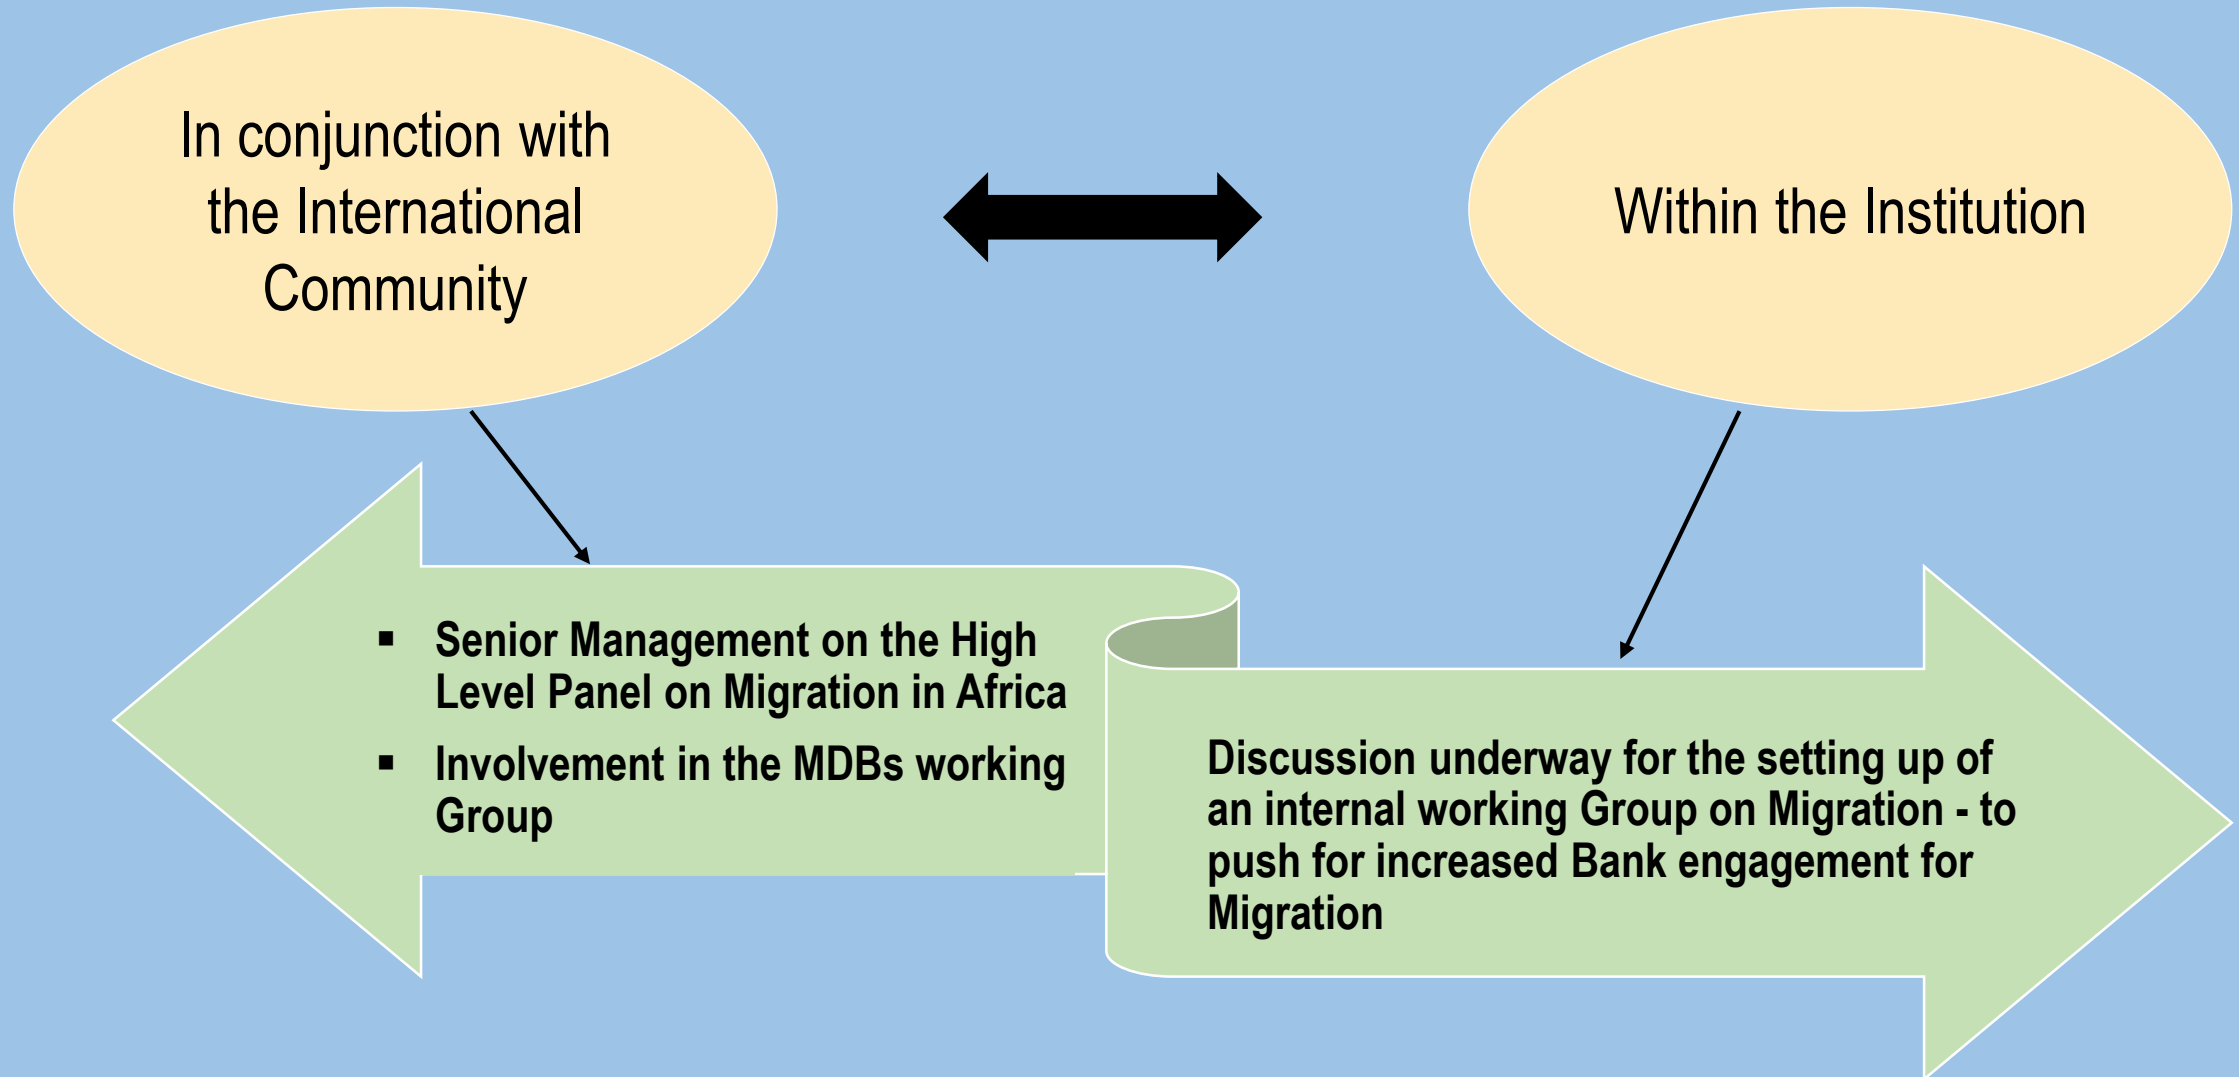 In conjunction with
the International
Community
Within the Institution
▪ Senior Management on the High
Level Panel on Migration in Africa
▪ Involvement in the MDBs working
Group
Discussion underway for the setting up of
an internal working Group on Migration - to
push for increased Bank engagement for
Migration